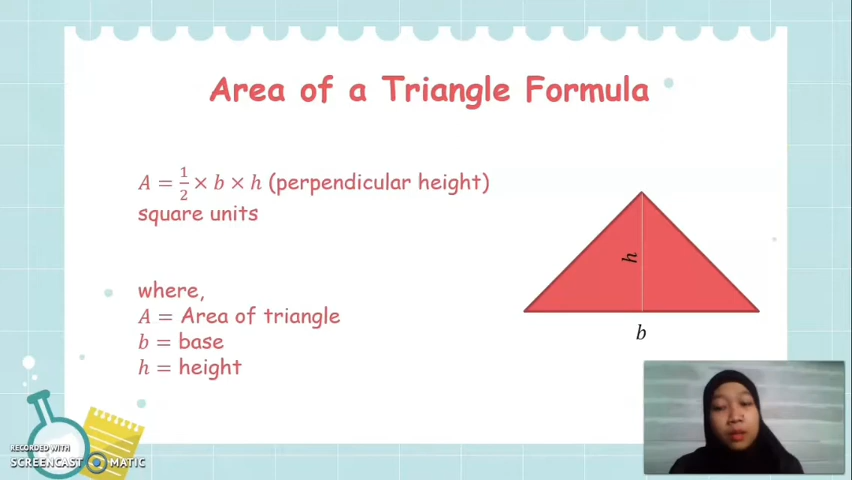 Area of a Triangle Formula
A = 1/2 × b × h (perpendicular height)
square units
h
where,
A = Area of triangle
b
b = base
h = height
RECORDED WITH
SCREENCAST MATIC